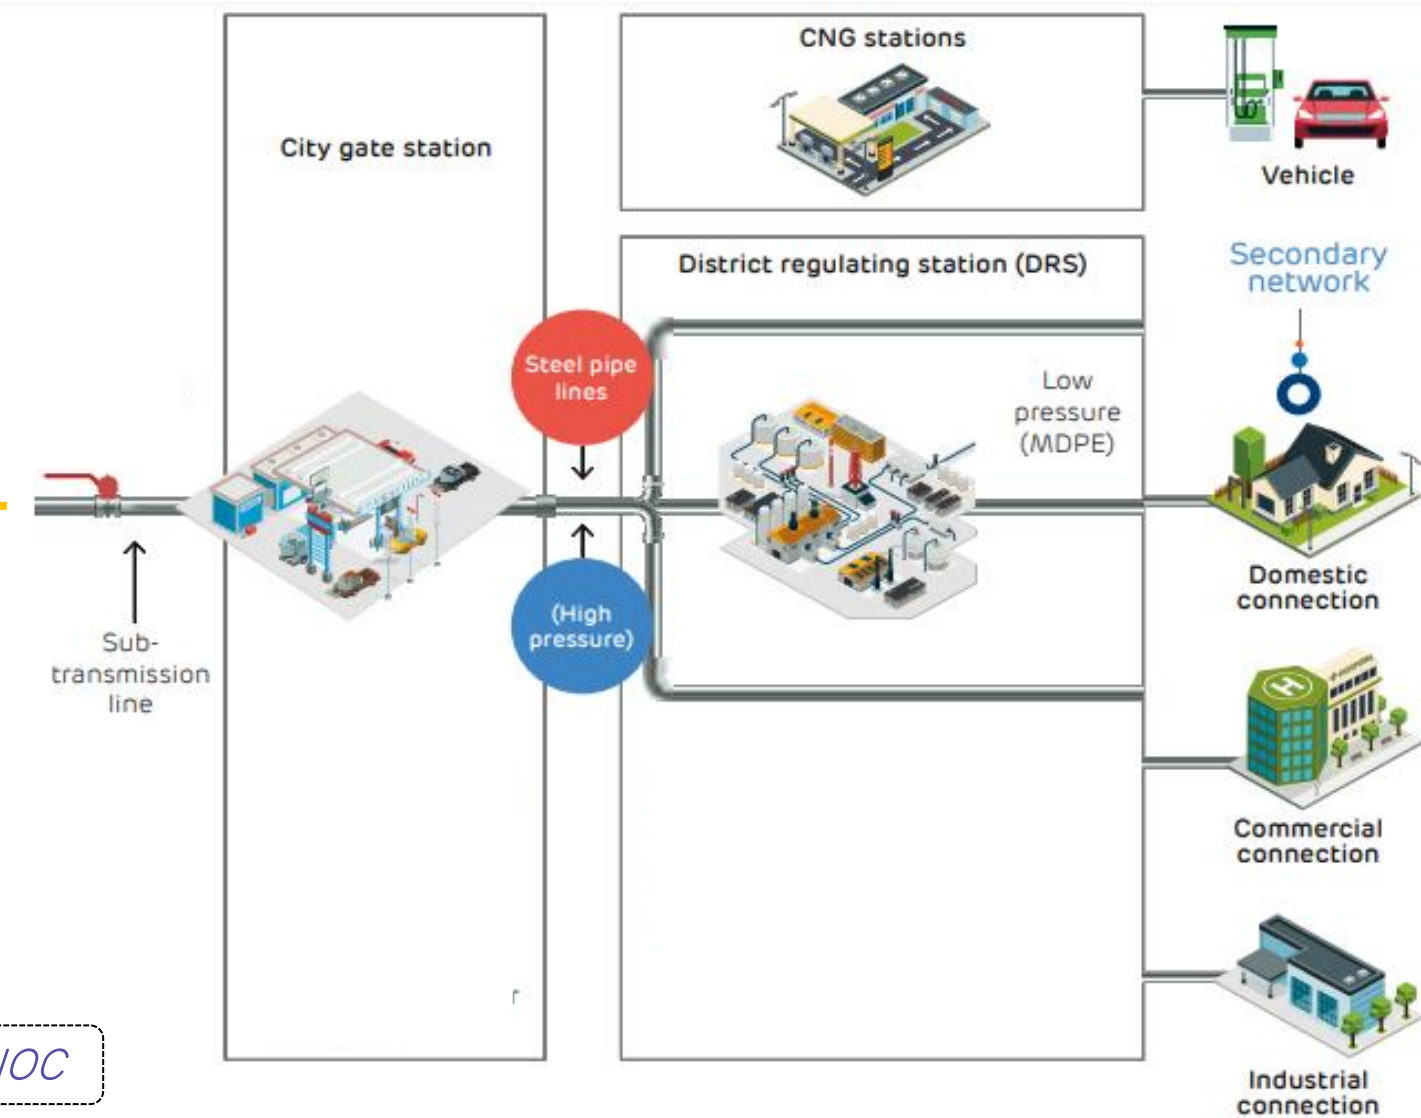 CNG stations
City gate station
Vehicle
Secondary
network
District regulating station (DRS)
Steel pipe
lines
Low
pressure
(MDPE)
(High
pressure)
Domestic
connection
Sub-
transmission
line
Commercial
connection
Industrial
connection